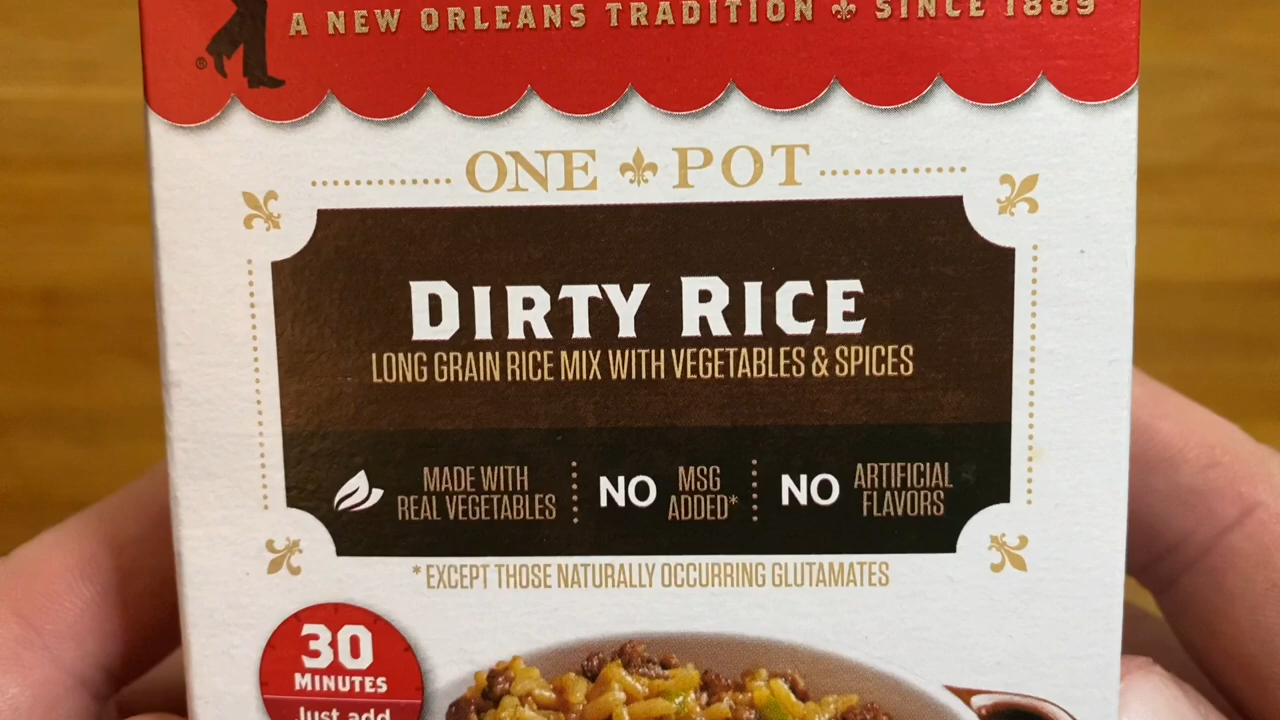 A NEW ORLEANS TRADITION SINCE 1889
®
ONE POT
DIRTY RICE
LONG GRAIN RICE MIX WITH VEGETABLES & SPICES
MADE WITH
REAL VEGETABLES
NO
MSG
ADDED*
NO
ARTIFICIAL
FLAVORS
*EXCEPT THOSE NATURALLY OCCURRING GLUTAMATES
30
MINUTES
Just add